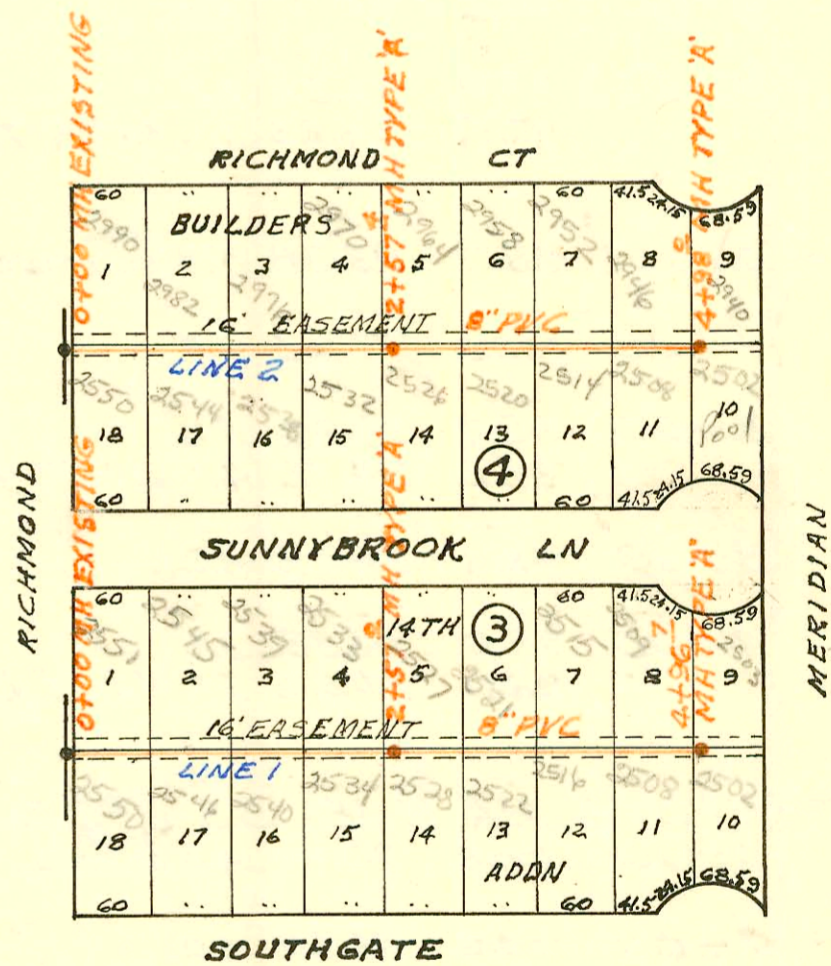 RICHMOND CT
0+00 MH EXISTING
2+57⁴ MH TYPE 'A'
4+98⁰ MH TYPE 'A'
60 .. .. .. .. .. 60 41.5 24.15 68.59
BUILDERS
2990 2970 2964 2958 2952 2946 2940
2982 2976
1 2 3 4 5 6 7 8 9
16' EASEMENT 8" PVC
LINE 2
2550 2544 2538 2532 2526 2520 2514 2508 2502
18 17 16 15 14 13 12 11 10
Pool
4
60 .. .. .. .. .. 60 41.5 24.15 68.59
RICHMOND
SUNNYBROOK LN
MERIDIAN
0+00 MH EXISTING
2+57 MH TYPE 'A'
4+96⁷ MH TYPE 'A'
60 .. .. .. 60 41.5 24.15 68.59
14TH 3
2551 2545 2539 2533 2527 2521 2515 2509 2503
1 2 3 4 5 6 7 8 9
16' EASEMENT 8" PVC
LINE 1
2550 2546 2540 2534 2528 2522 2516 2508 2502
18 17 16 15 14 13 12 11 10
ADDN
60 .. .. .. .. .. 60 41.5 24.15 68.59
SOUTHGATE